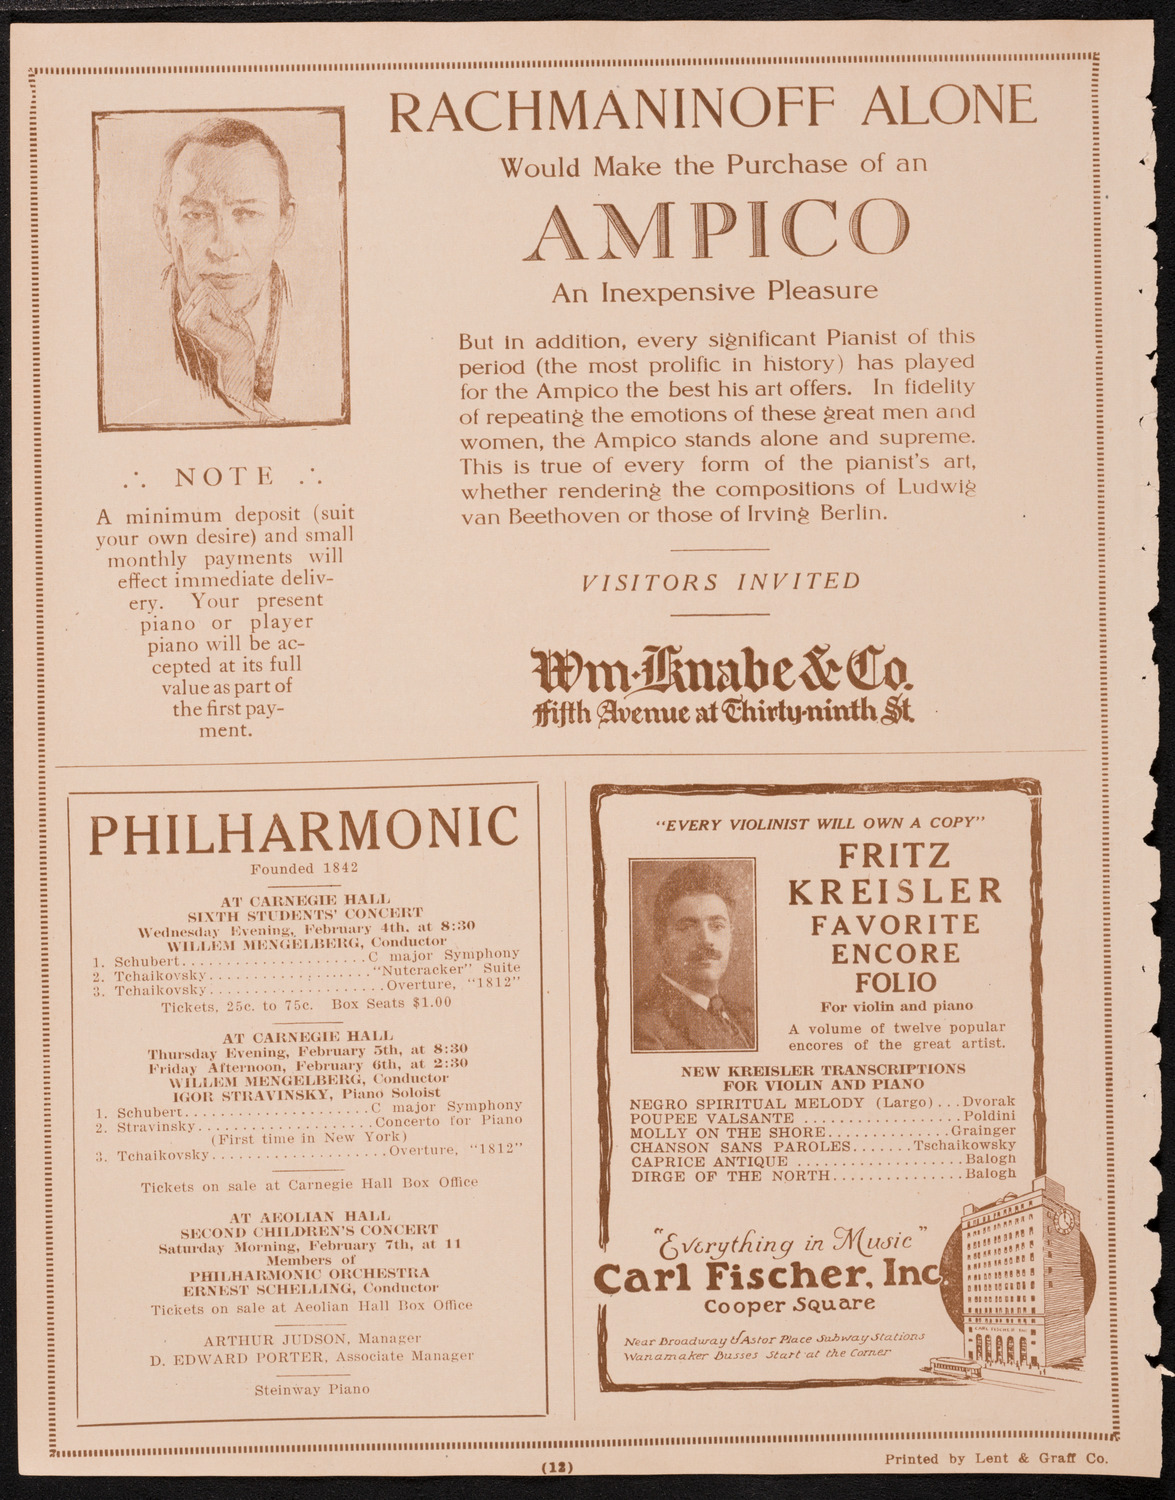 RACHMANINOFF ALONE
Would Make the Purchase of an
AMPICO
An Inexpensive Pleasure
But in addition, every significant Pianist of this
period (the most prolific in history) has played
for the Ampico the best his art offers. In fidelity
of repeating the emotions of these great men and
women, the Ampico stands alone and supreme.
This is true of every form of the pianist's art,
whether rendering the compositions of Ludwig
van Beethoven or those of Irving Berlin.
VISITORS INVITED
Wm. Knabe & Co.
Fifth Avenue at Thirty-ninth St.
∴ NOTE ∴
A minimum deposit (suit
your own desire) and small
monthly payments will
effect immediate deliv-
ery. Your present
piano or player
piano will be ac-
cepted at its full
value as part of
the first pay-
ment.
PHILHARMONIC
Founded 1842
AT CARNEGIE HALL
SIXTH STUDENTS' CONCERT
Wednesday Evening, February 4th, at 8:30
WILLEM MENGELBERG, Conductor
1. Schubert.....................C major Symphony
2. Tchaikovsky..................."Nutcracker" Suite
3. Tchaikovsky....................Overture, "1812"
Tickets, 25c. to 75c. Box Seats $1.00
AT CARNEGIE HALL
Thursday Evening, February 5th, at 8:30
Friday Afternoon, February 6th, at 2:30
WILLEM MENGELBERG, Conductor
IGOR STRAVINSKY, Piano Soloist
1. Schubert.....................C major Symphony
2. Stravinsky....................Concerto for Piano
(First time in New York)
3. Tchaikovsky....................Overture, "1812"
Tickets on sale at Carnegie Hall Box Office
AT AEOLIAN HALL
SECOND CHILDREN'S CONCERT
Saturday Morning, February 7th, at 11
Members of
PHILHARMONIC ORCHESTRA
ERNEST SCHELLING, Conductor
Tickets on sale at Aeolian Hall Box Office
ARTHUR JUDSON, Manager
D. EDWARD PORTER, Associate Manager
Steinway Piano
"EVERY VIOLINIST WILL OWN A COPY"
FRITZ
KREISLER
FAVORITE
ENCORE
FOLIO
For violin and piano
A volume of twelve popular
encores of the great artist.
NEW KREISLER TRANSCRIPTIONS
FOR VIOLIN AND PIANO
NEGRO SPIRITUAL MELODY (Largo)...Dvorak
POUPEE VALSANTE ..................Poldini
MOLLY ON THE SHORE..............Grainger
CHANSON SANS PAROLES.......Tschaikowsky
CAPRICE ANTIQUE ...................Balogh
DIRGE OF THE NORTH...............Balogh
"Everything in Music"
Carl Fischer, Inc.
Cooper Square
Near Broadway & Astor Place Subway Stations
Wanamaker Busses Start at the Corner
CARL FISCHER INC
(12)
Printed by Lent & Graff Co.